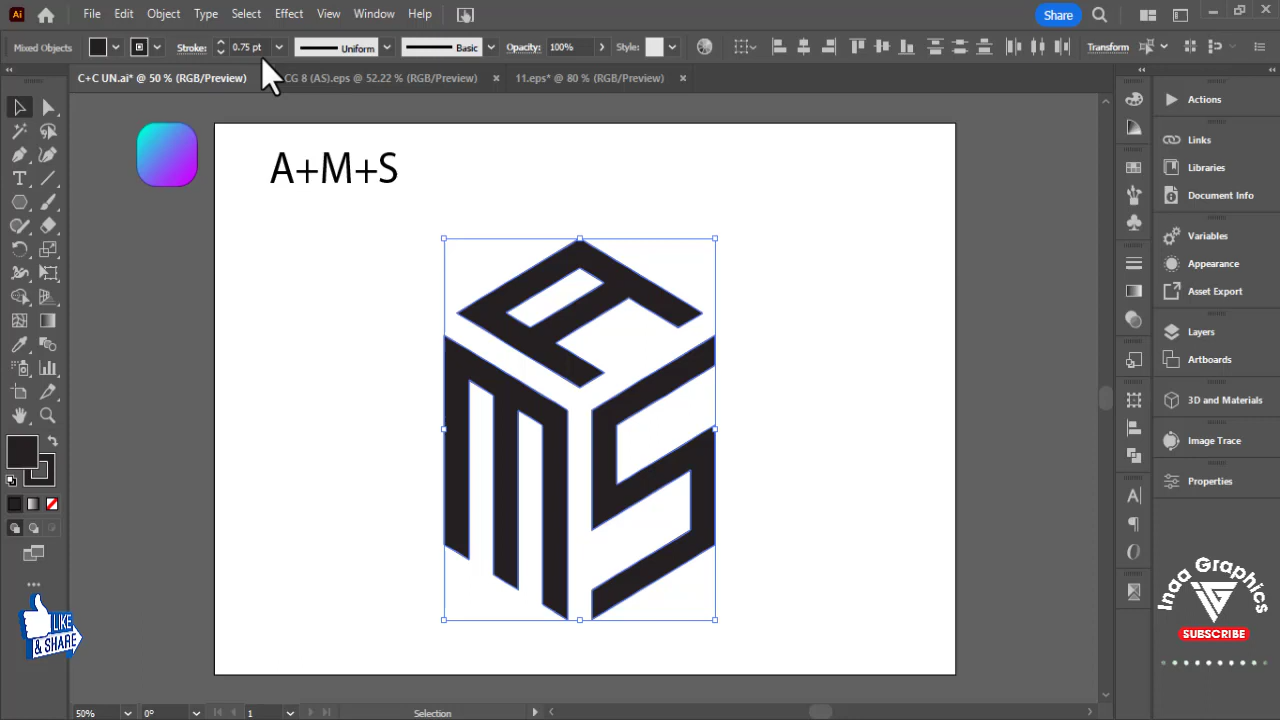 Ai File Edit Object Type Select Effect View Window Help Share
Mixed Objects Stroke: 0.75 pt Uniform Basic Opacity: 100% Style: Transform
C+C UN.ai* @ 50 % (RGB/Preview) CG 8 (AS).eps @ 52.22 % (RGB/Preview) × 11.eps* @ 80 % (RGB/Preview) ×
A+M+S
A
M S
Actions
Links
Libraries
Document Info
Variables
Appearance
Asset Export
Layers
Artboards
3D and Materials
Image Trace
Properties
Inaa Graphics
SUBSCRIBE
LIKE
& SHARE
50% 0° 1 Selection